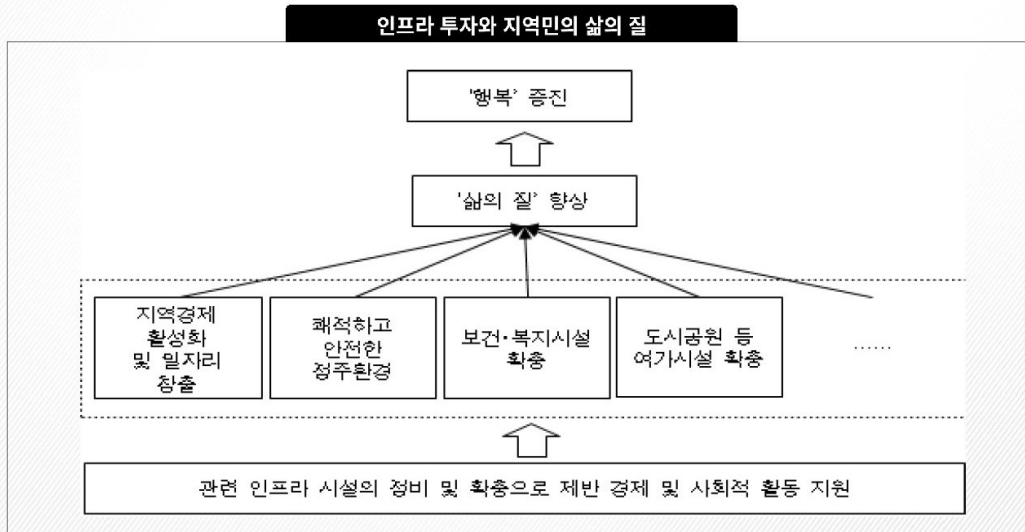 인프라 투자와 지역민의 삶의 질
'행복' 증진
'삶의 질' 향상
지역경제
활성화
및 일자리
창출
쾌적하고
안전한
정주환경
보건·복지시설
확충
도시공원 등
여가시설 확충
······
관련 인프라 시설의 정비 및 확충으로 제반 경제 및 사회적 활동 지원